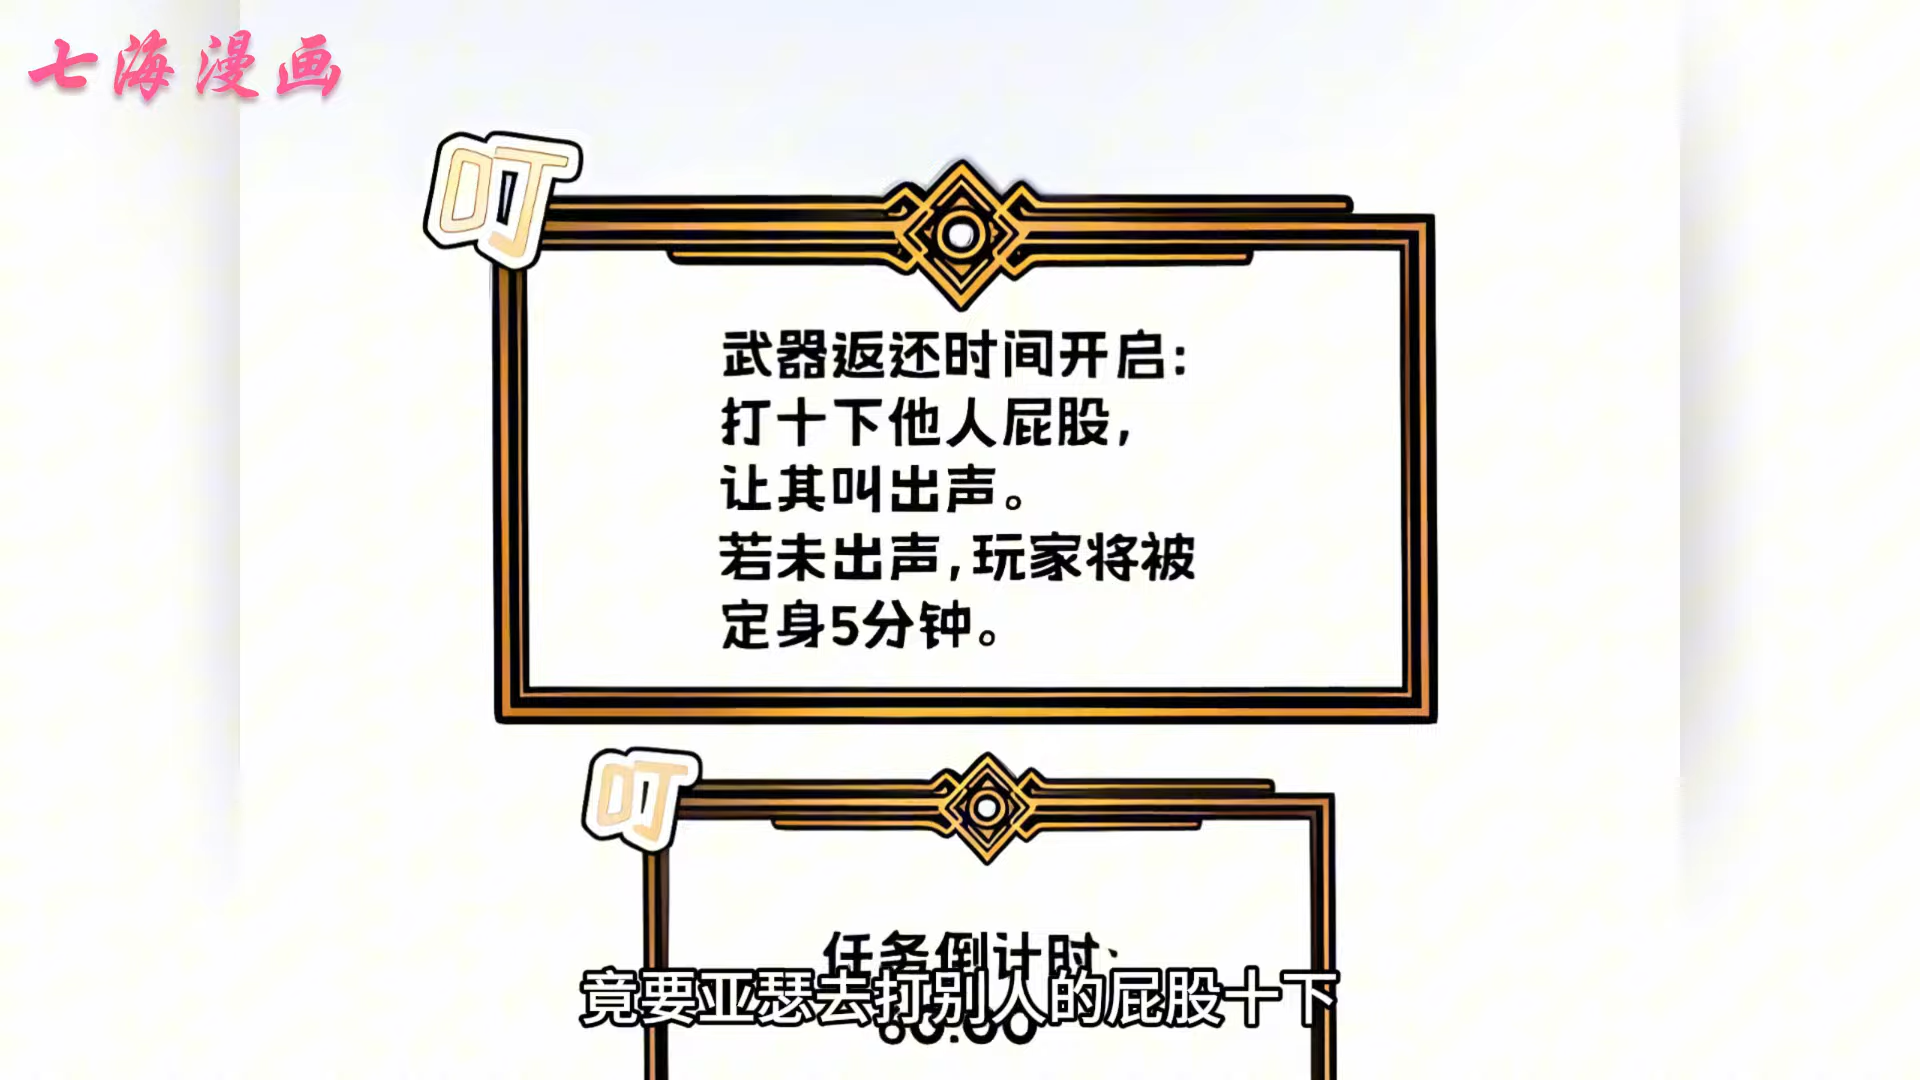 七海漫画
叮
武器返还时间开启：
打十下他人屁股，
让其叫出声。
若未出声，玩家将被
定身5分钟。
叮
任务倒计时：
竟要亚瑟去打别人的屁股十下